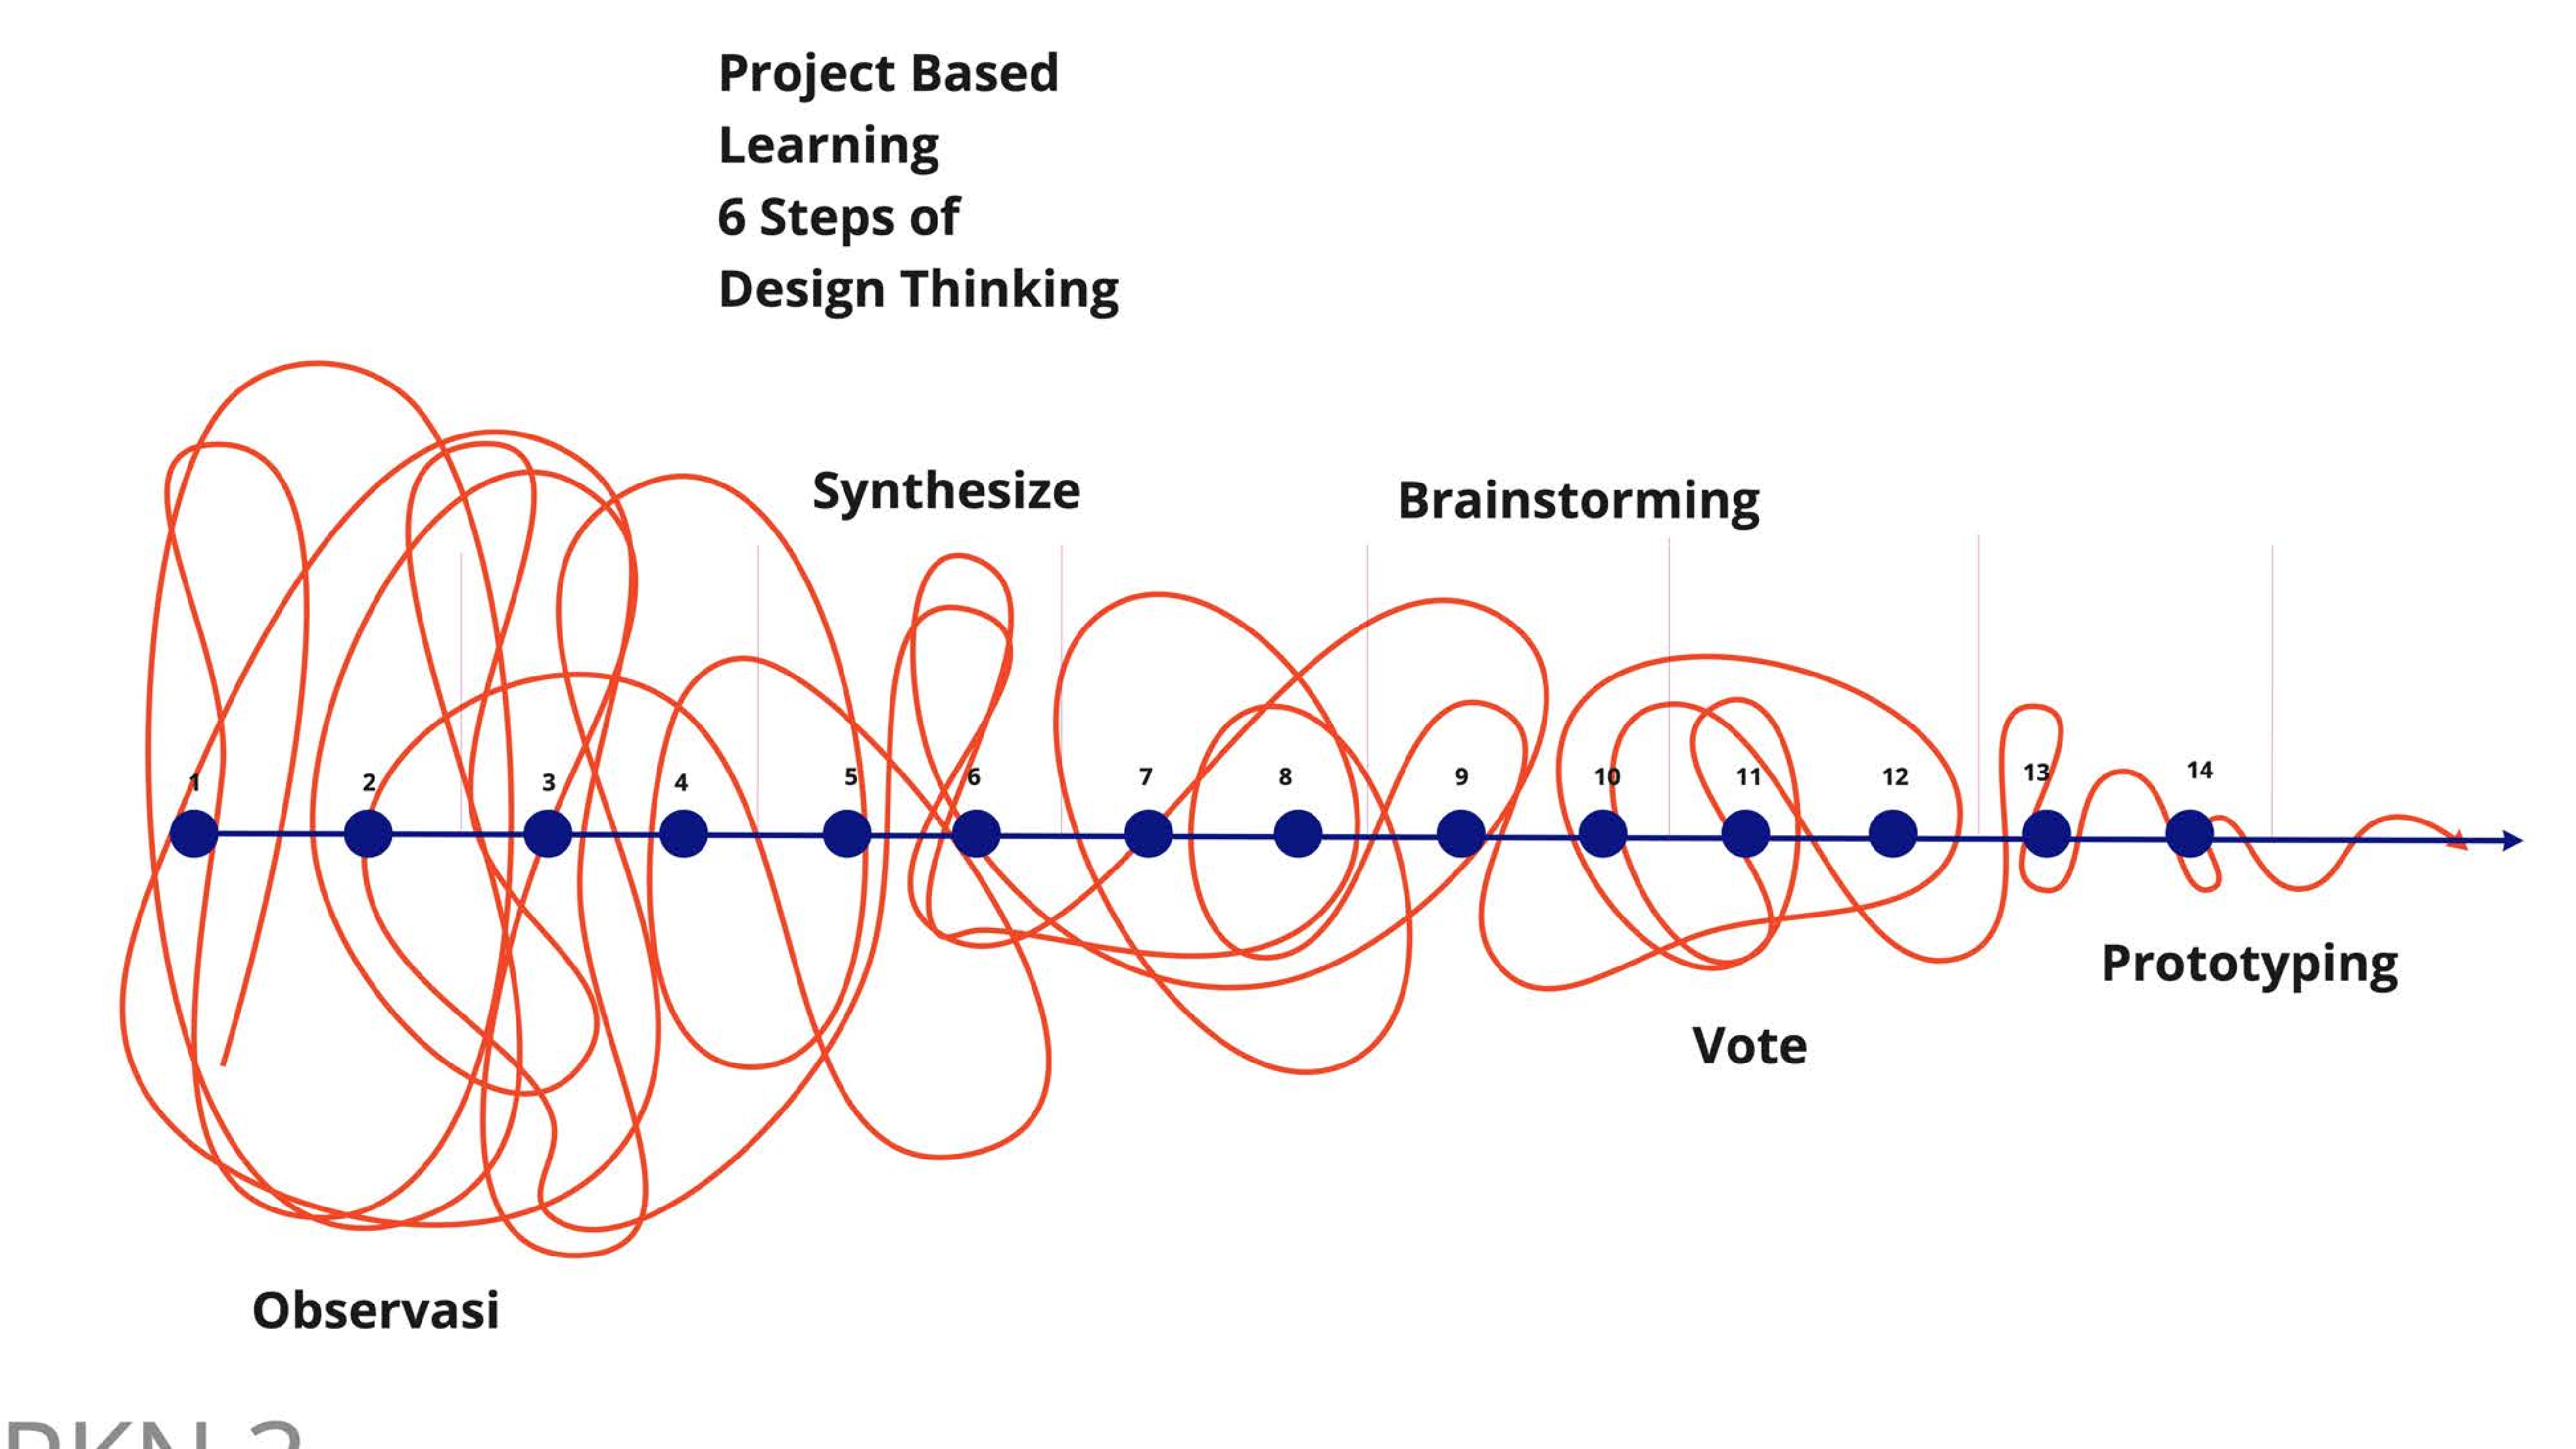 Project Based
Learning
6 Steps of
Design Thinking
Synthesize
Brainstorming
1 2 3 4 5 6 7 8 9 10 11 12 13 14
Prototyping
Vote
Observasi